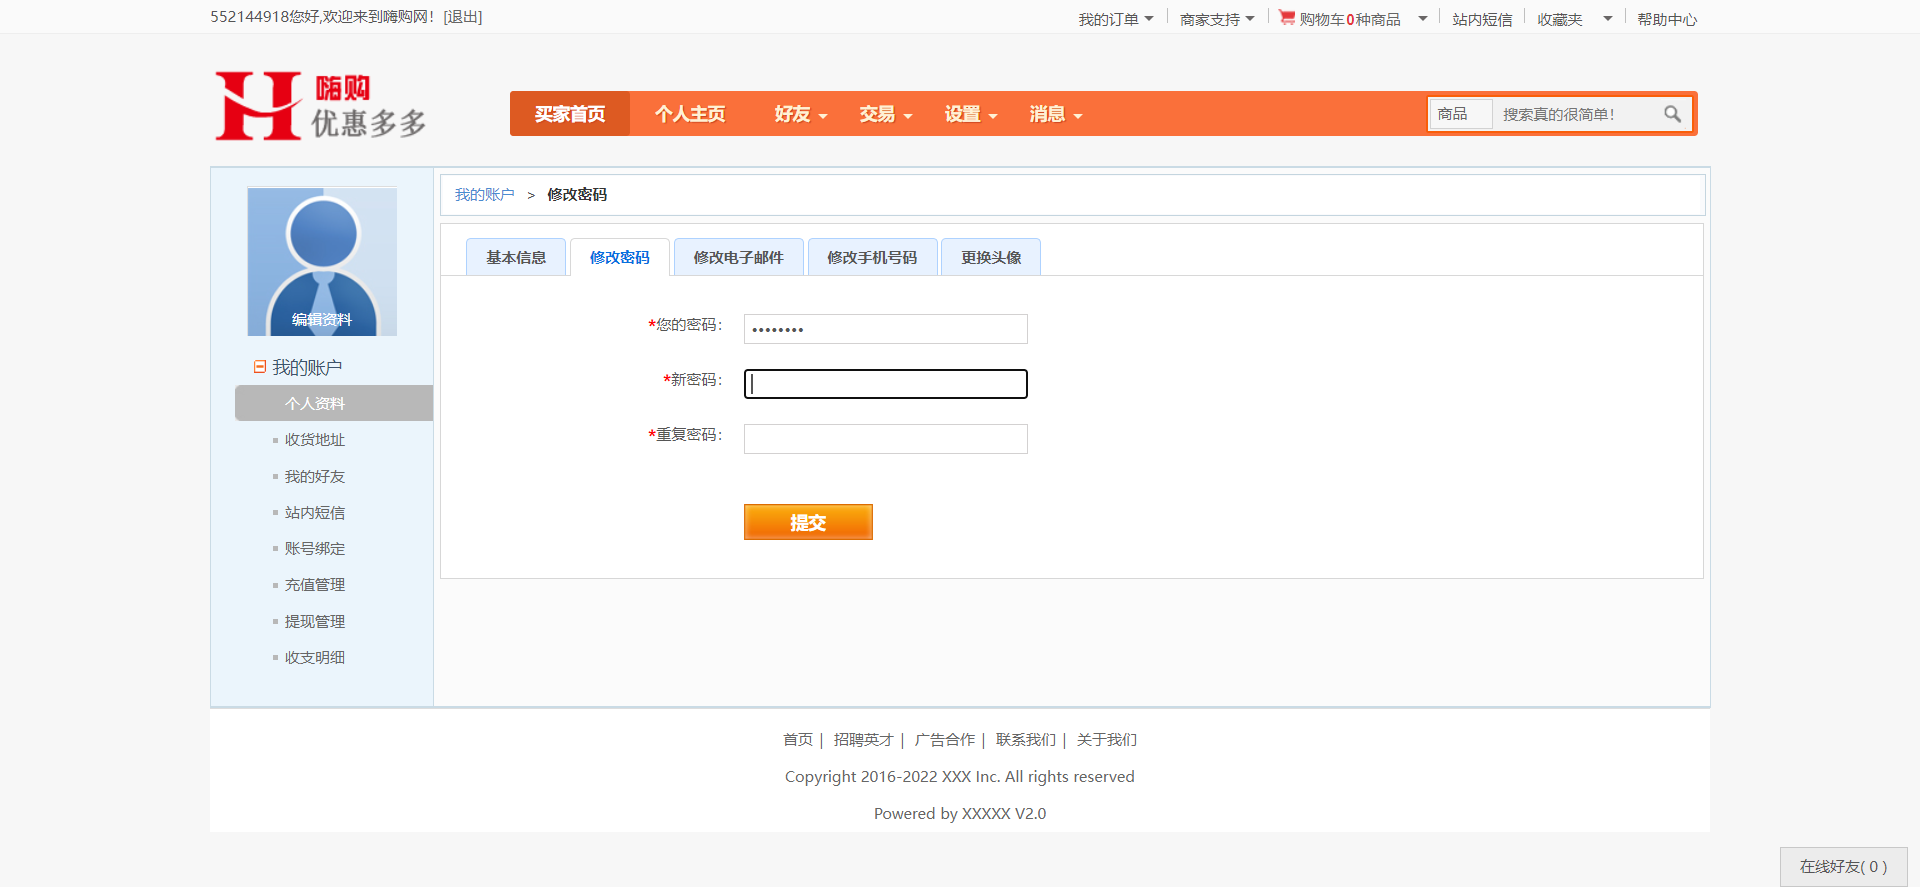 552144918您好,欢迎来到嗨购网！[退出]
我的订单 商家支持 购物车0种商品 站内短信 收藏夹 帮助中心
嗨购
优惠多多
买家首页 个人主页 好友 交易 设置 消息 商品 搜索真的很简单！
编辑资料
我的账户
个人资料
收货地址
我的好友
站内短信
账号绑定
充值管理
提现管理
收支明细
我的账户 > 修改密码
基本信息 修改密码 修改电子邮件 修改手机号码 更换头像
*您的密码： ••••••••
*新密码：
*重复密码：
提交
首页 | 招聘英才 | 广告合作 | 联系我们 | 关于我们
Copyright 2016-2022 XXX Inc. All rights reserved
Powered by XXXXX V2.0
在线好友( 0 )